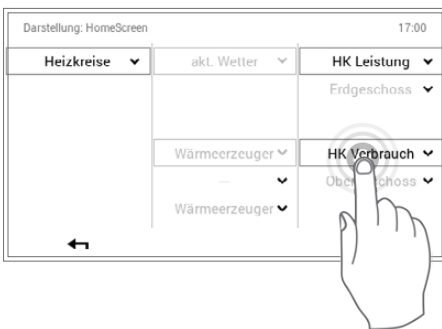 Darstellung: HomeScreen 17:00
Heizkreise akt. Wetter HK Leistung
Erdgeschoss
Wärmeerzeuger HK Verbrauch
—
Wärmeerzeuger